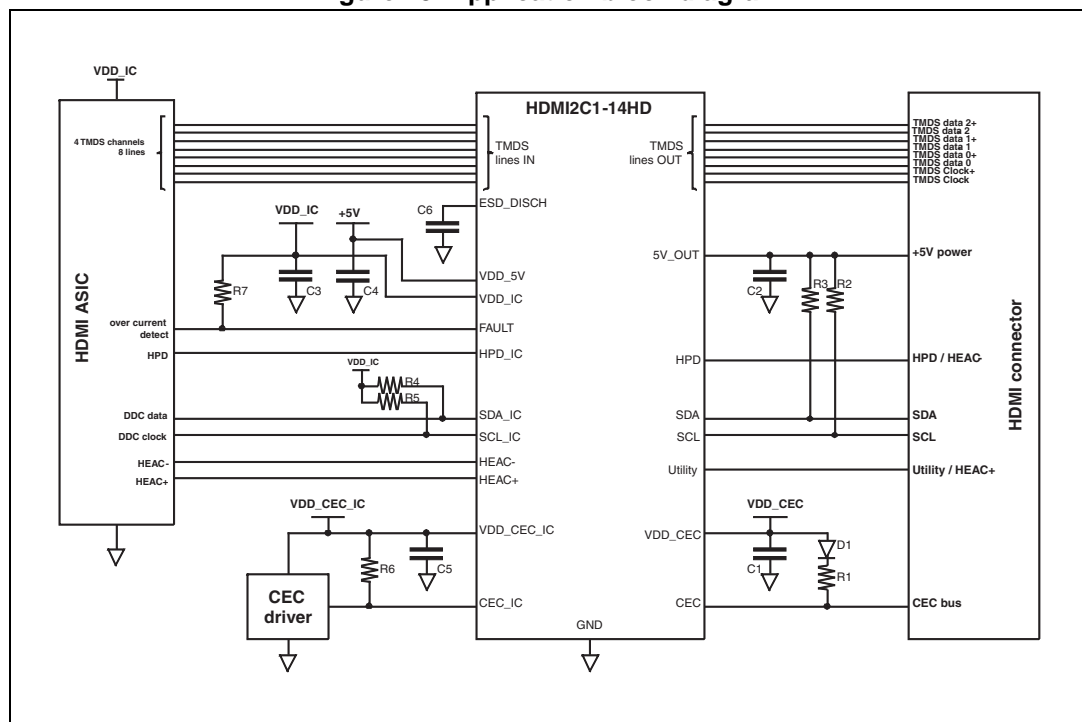 VDD_IC
HDMI ASIC
4 TMDS channels
8 lines
over current
detect
HPD
DDC data
DDC clock
HEAC-
HEAC+
VDD_IC
+5V
C6
C3
C4
R7
VDD_IC
R4
R5
VDD_CEC_IC
R6
C5
CEC
driver
HDMI2C1-14HD
TMDS
lines IN
ESD_DISCH
VDD_5V
VDD_IC
FAULT
HPD_IC
SDA_IC
SCL_IC
HEAC-
HEAC+
VDD_CEC_IC
CEC_IC
GND
TMDS
lines OUT
5V_OUT
HPD
SDA
SCL
Utility
VDD_CEC
CEC
C2
R3
R2
VDD_CEC
C1
D1
R1
HDMI connector
TMDS data 2+
TMDS data 2
TMDS data 1+
TMDS data 1
TMDS data 0+
TMDS data 0
TMDS Clock+
TMDS Clock
+5V power
HPD / HEAC-
SDA
SCL
Utility / HEAC+
CEC bus